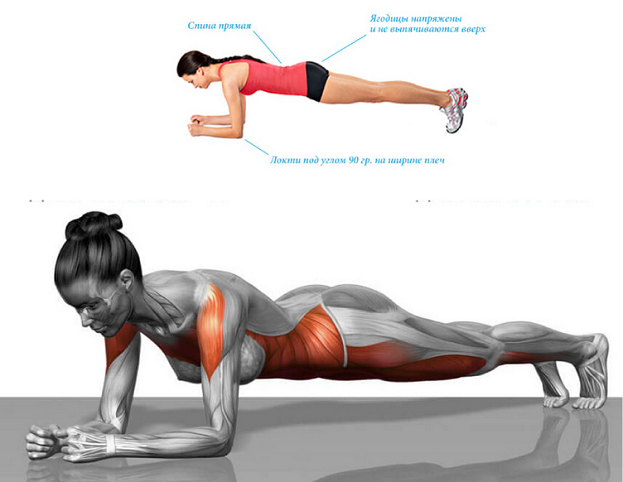 Спина прямая
Ягодицы напряжены
и не выпячиваются вверх
Локти под углом 90 гр. на ширине плеч